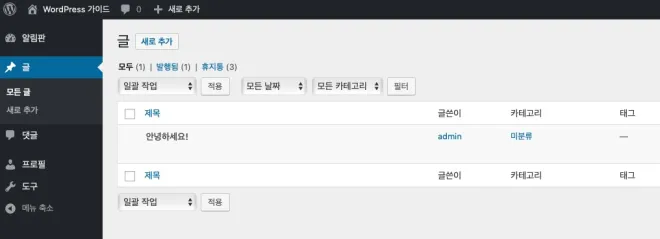 WordPress 가이드 0 새로 추가
알림판
글
모든 글
새로 추가
댓글
프로필
도구
메뉴 축소
글 새로 추가
모두 (1) | 발행됨 (1) | 휴지통 (3)
일괄 작업 적용 모든 날짜 모든 카테고리 필터
제목 글쓴이 카테고리 태그
안녕하세요! admin 미분류 —
제목 글쓴이 카테고리 태그
일괄 작업 적용